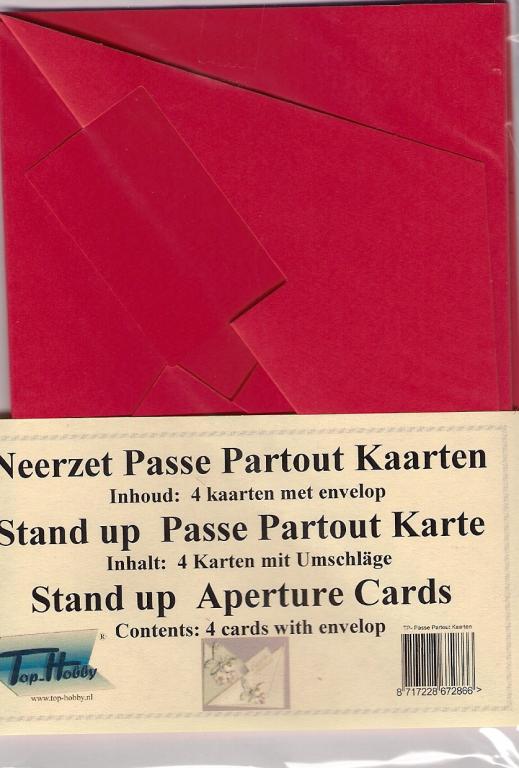 Neerzet Passe Partout Kaarten
Inhoud: 4 kaarten met envelop
Stand up Passe Partout Karte
Inhalt: 4 Karten mit Umschläge
Stand up Aperture Cards
Contents: 4 cards with envelop
Top-Hobby ®
www.top-hobby.nl
TP- Passe Partout Kaarten
8 717228 672866 >